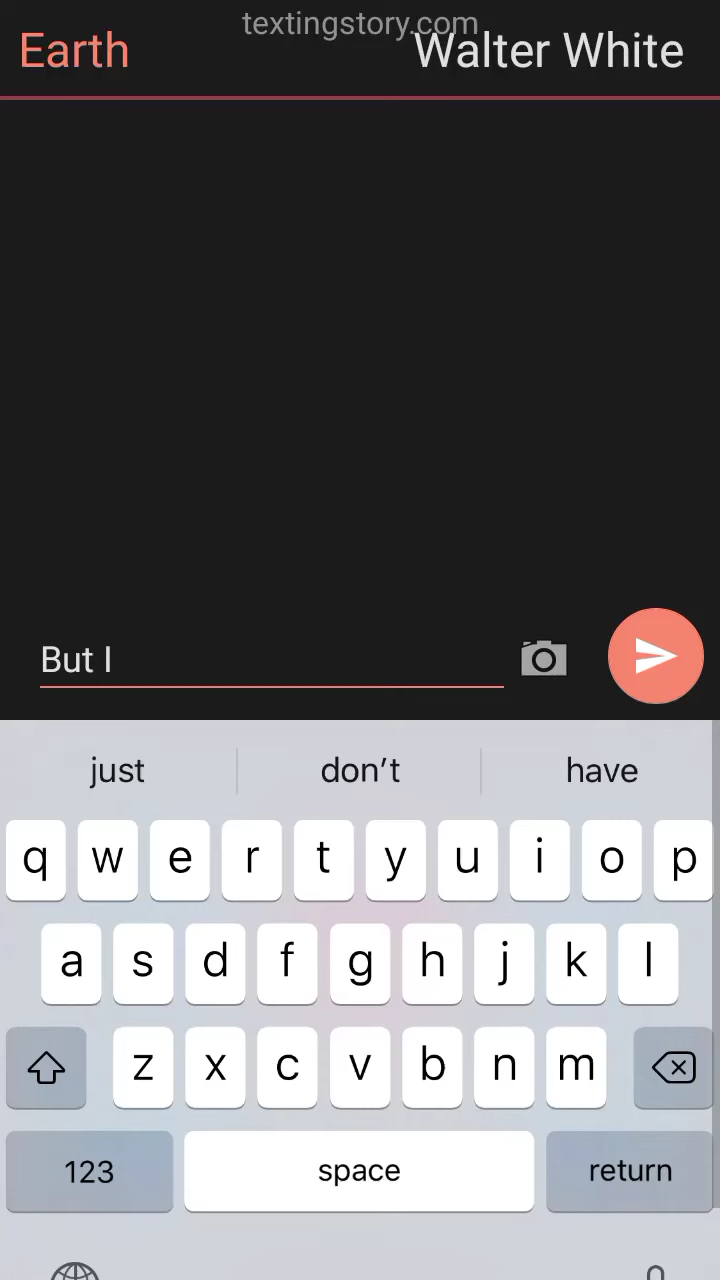 textingstory.com
Earth Walter White
But I
just don't have
q w e r t y u i o p
a s d f g h j k l
z x c v b n m
123 space return